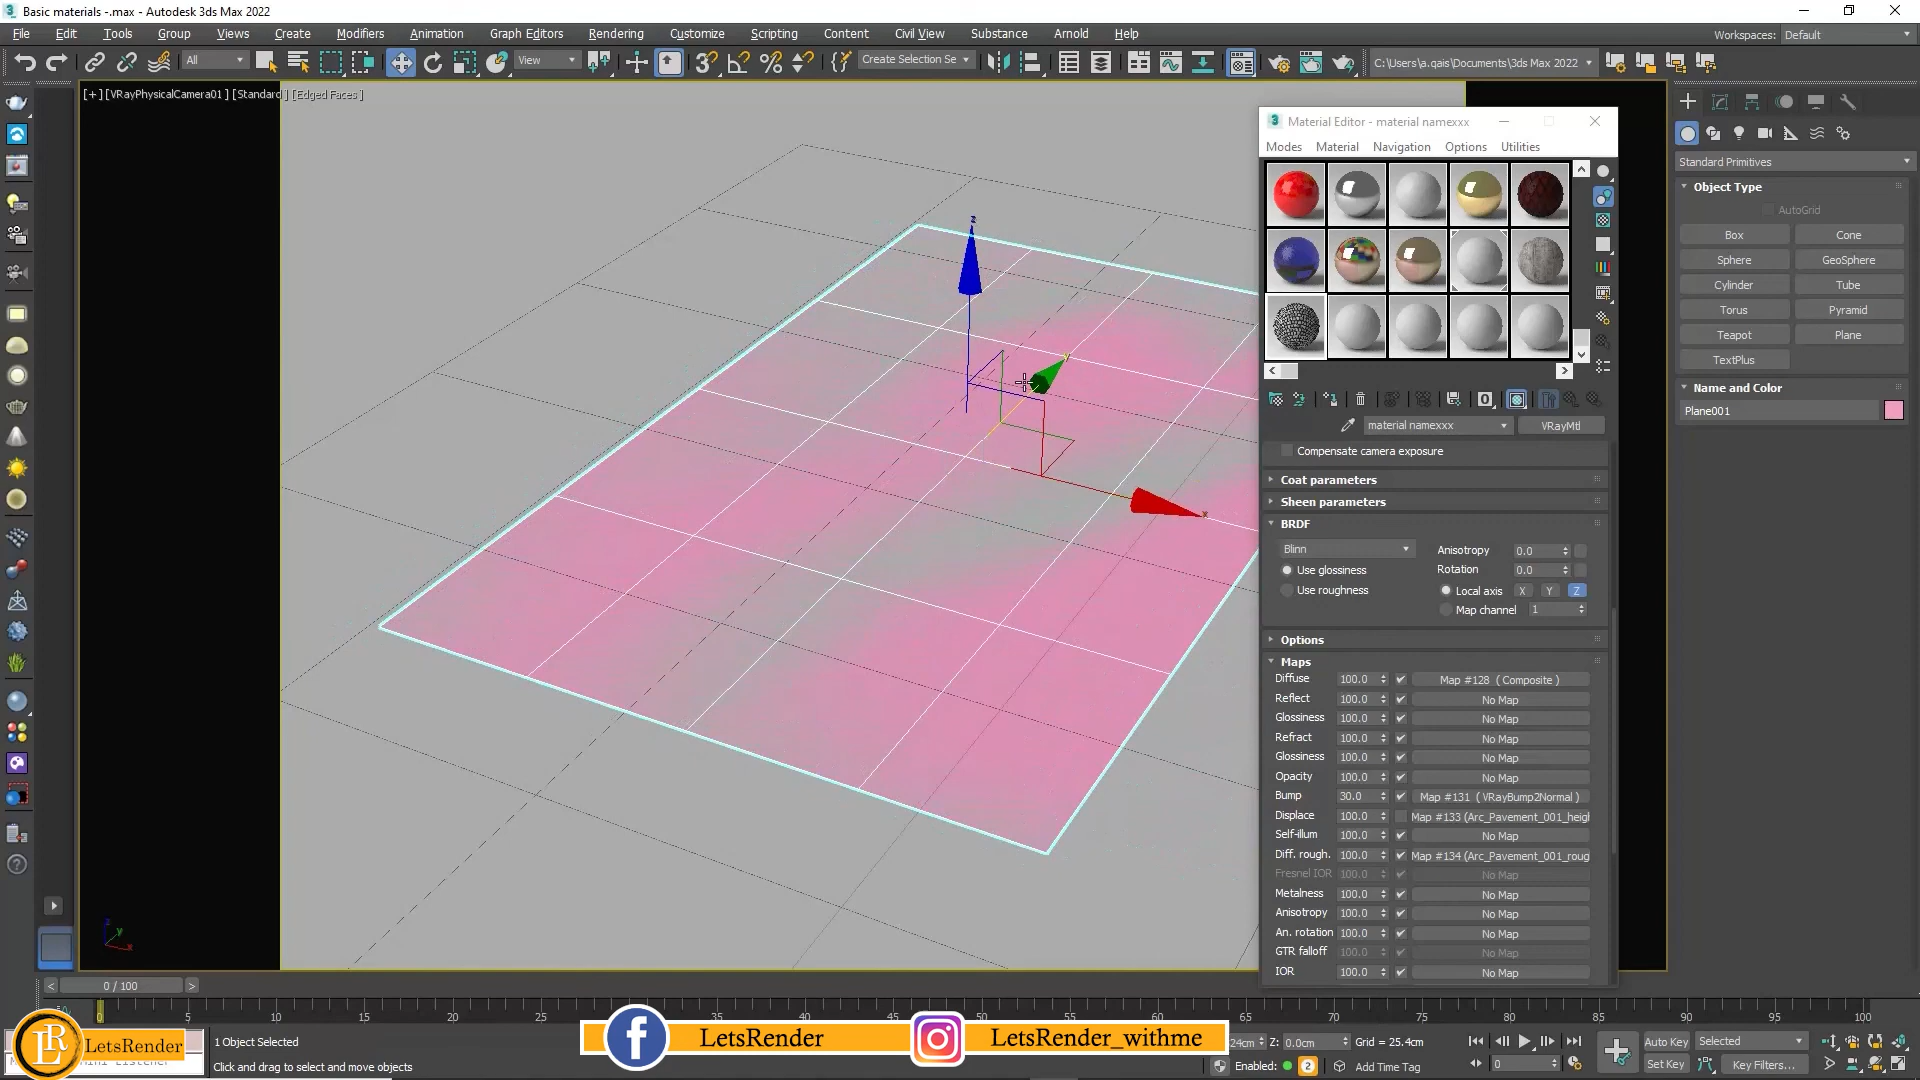 Basic materials -.max - Autodesk 3ds Max 2022
File Edit Tools Group Views Create Modifiers Animation Graph Editors Rendering Customize Scripting Content Civil View Substance Arnold Help
Workspaces: Default
All
View
Create Selection Se
C:\Users\a.qais\Documents\3ds Max 2022
[+] [VRayPhysicalCamera01] [Standard] [Edged Faces]
z
y
x
z
y
x
Material Editor - material namexxx
Modes Material Navigation Options Utilities
material namexxx
VRayMtl
Compensate camera exposure
Coat parameters
Sheen parameters
BRDF
Blinn
Anisotropy 0.0
Use glossiness
Rotation 0.0
Use roughness
Local axis X Y Z
Map channel 1
Options
Maps
Diffuse 100.0 Map #128 ( Composite )
Reflect 100.0 No Map
Glossiness 100.0 No Map
Refract 100.0 No Map
Glossiness 100.0 No Map
Opacity 100.0 No Map
Bump 30.0 Map #131 ( VRayBump2Normal )
Displace 100.0 Map #133 (Arc_Pavement_001_heigh
Self-illum 100.0 No Map
Diff. rough. 100.0 Map #134 (Arc_Pavement_001_roug
Fresnel IOR 100.0 No Map
Metalness 100.0 No Map
Anisotropy 100.0 No Map
An. rotation 100.0 No Map
GTR falloff 100.0 No Map
IOR 100.0 No Map
Standard Primitives
Object Type
AutoGrid
Box Cone
Sphere GeoSphere
Cylinder Tube
Torus Pyramid
Teapot Plane
TextPlus
Name and Color
Plane001
< 0 / 100 >
0 5 10 15 20 25 30 35 40 45 50 55 60 65 70 75 80 85 90 95 100
LR LetsRender
1 Object Selected
Click and drag to select and move objects
LetsRender
LetsRender_withme
24cm Z: 0.0cm Grid = 25.4cm
Enabled: 2 Add Time Tag
0
Auto Key Selected
Set Key Key Filters...